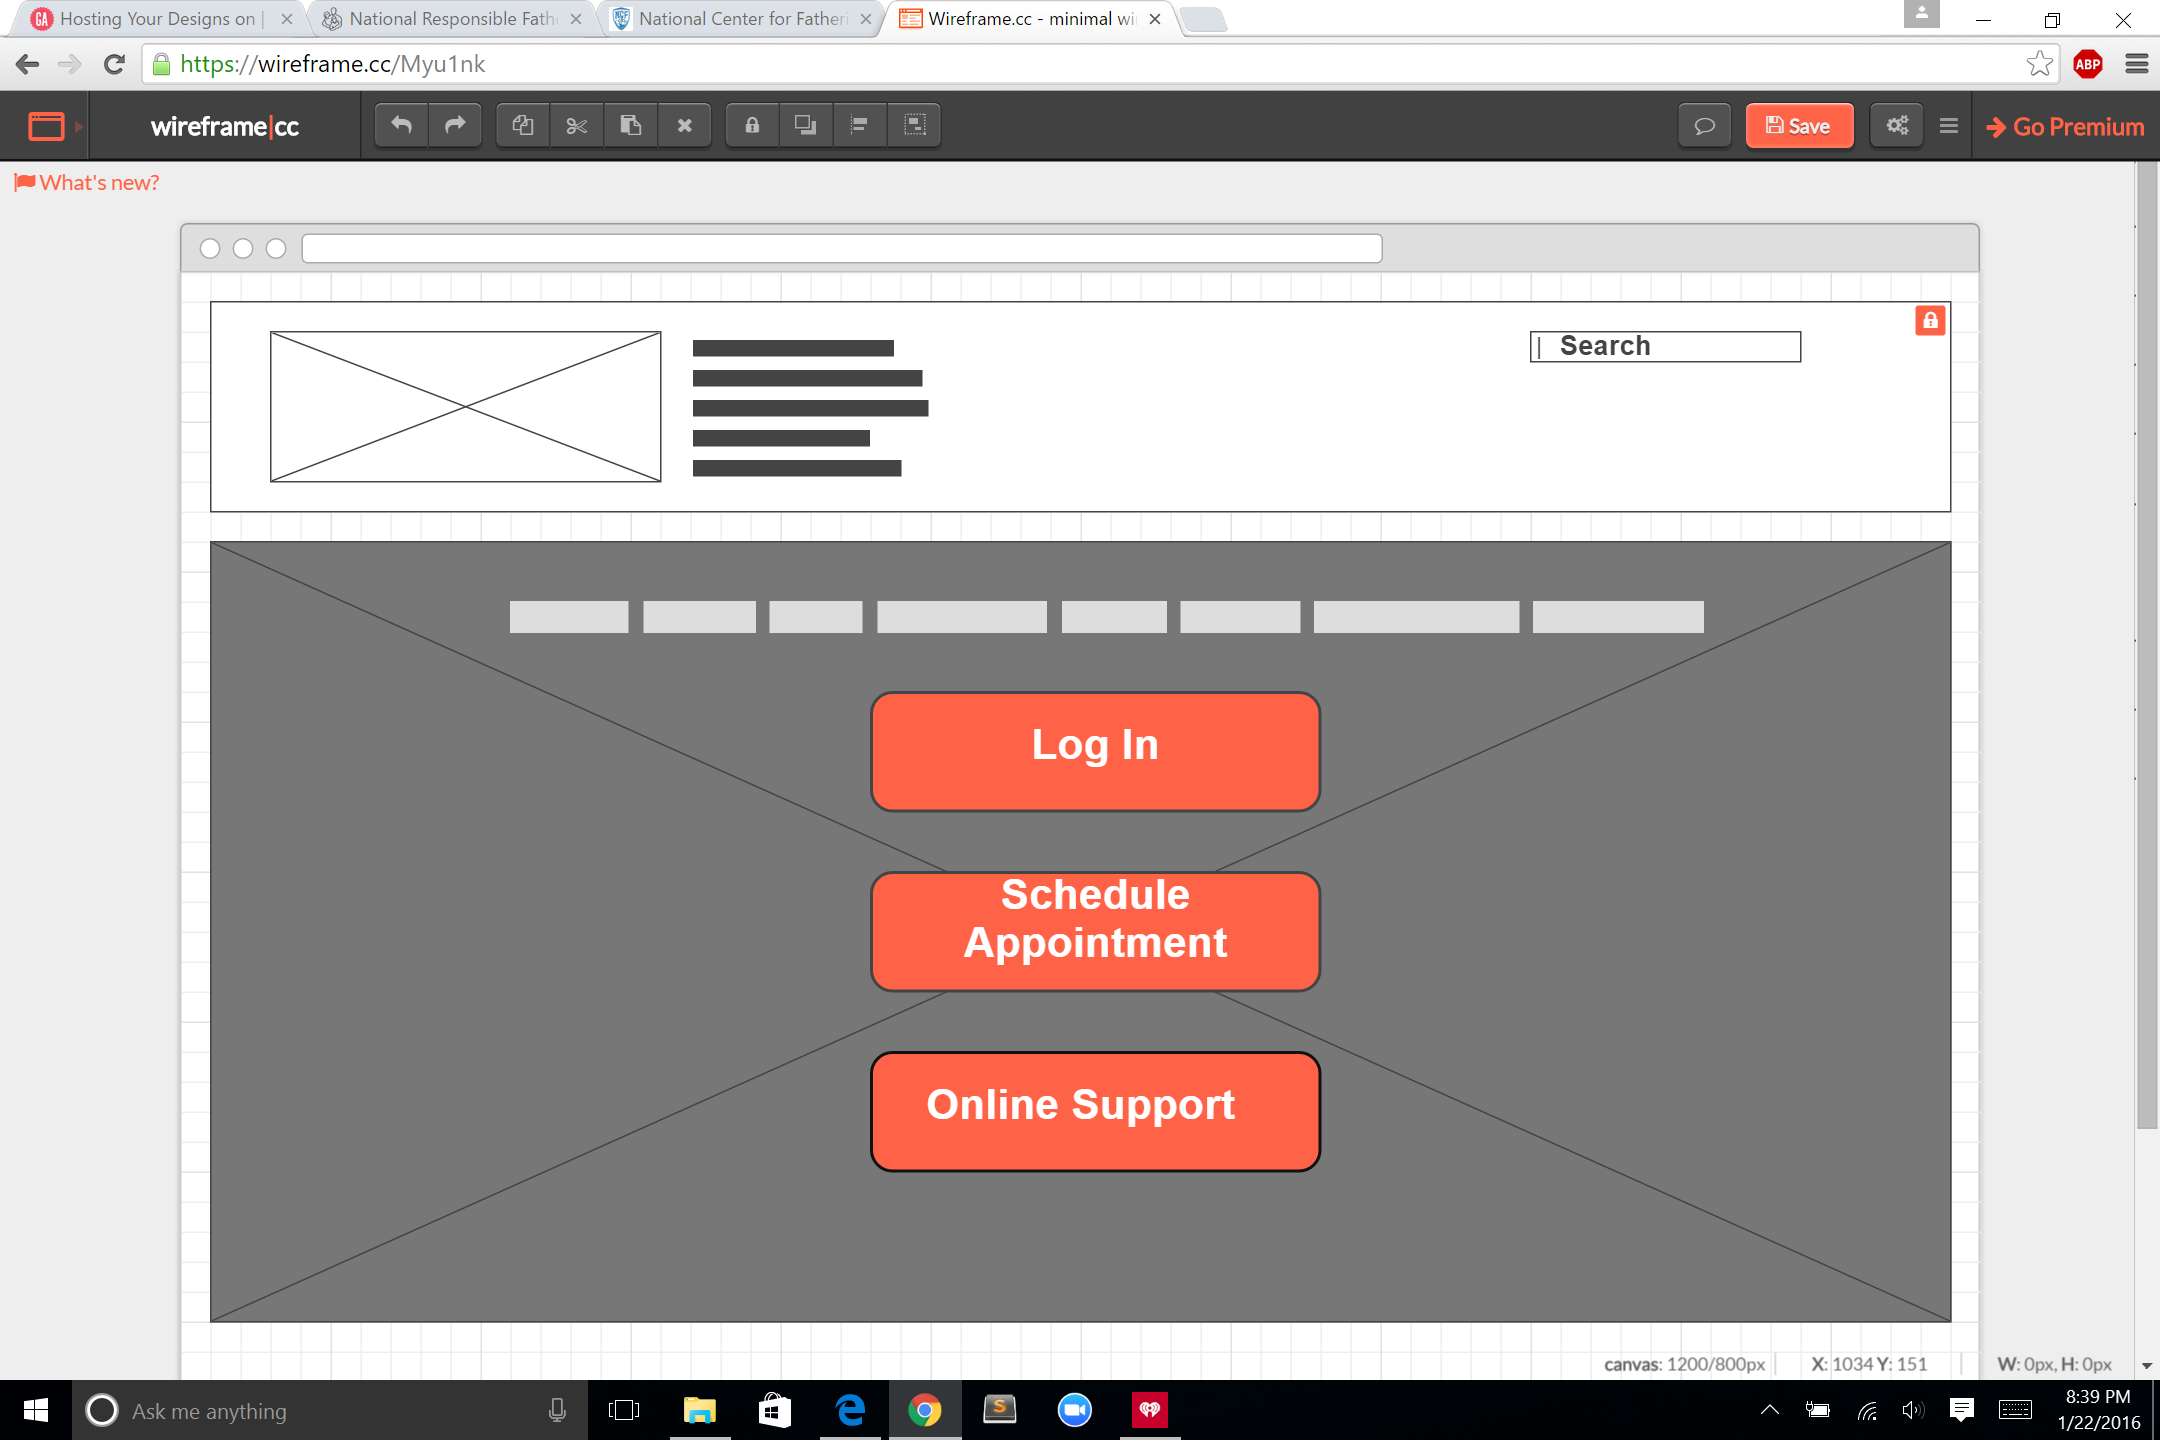 Hosting Your Designs on |
National Responsible Fath
National Center for Fatheri
Wireframe.cc - minimal wi
https://wireframe.cc/Myu1nk
ABP
wireframe|cc
Save
Go Premium
What's new?
Search
Log In
Schedule
Appointment
Online Support
canvas: 1200/800px
X: 1034 Y: 151
W: 0px, H: 0px
Ask me anything
8:39 PM
1/22/2016